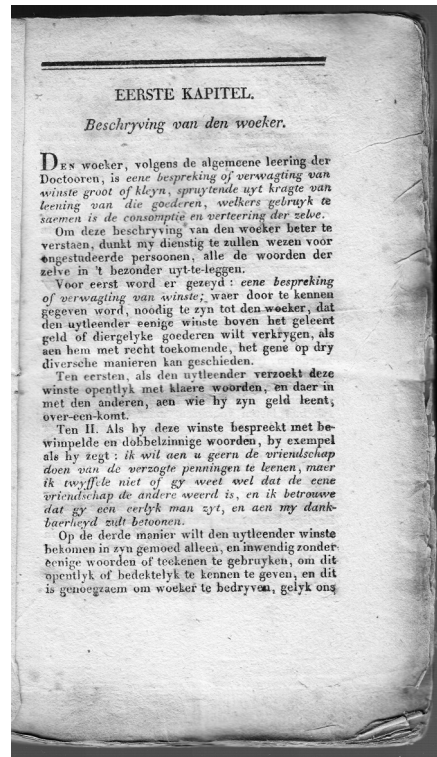 EERSTE KAPITEL.
Beschryving van den woeker.
DEN woeker, volgens de algemeene leering der
Doctooren, is eene bespreking of verwagting van
winste groot of kleyn, spruytende uyt kragte van
leening van die goederen, welkers gebruyk te
saemen is de consomptie en verteering der zelve.
Om deze beschryving van den woeker beter te
verstaen, dunkt my dienstig te zullen wezen voor
ongestudeerde persoonen, alle de woorden der
zelve in 't bezonder uyt-te-leggen.
Voor eerst word er gezeyd : eene bespreking
of verwagting van winste; waer door te kennen
gegeven word, noodig te zyn tot den woeker, dat
den uytleender eenige winste boven het geleent
geld of diergelyke goederen wilt verkrygen, als
aen hem met recht toekomende, het gene op dry
diversche manieren kan geschieden.
Ten eersten, als den uytleender verzoekt deze
winste opentlyk met klaere woorden, en daer in
met den anderen, aen wie hy zyn geld leent,
over-een-komt.
Ten II. Als hy deze winste bespreekt met be-
wimpelde en dobbelzinnige woorden, by exempel
als hy zegt : ik wil aen u geern de vriendschap
doen van de verzogte penningen te leenen, maer
ik twyffele niet of gy weet wel dat de eene
vriendschap de andere weerd is, en ik betrouwe
dat gy een eerlyk man zyt, en aen my dank-
baerheyd zult betoonen.
Op de derde manier wilt den uytleender winste
bekomen in zyn gemoed alleen, en inwendig zonder
eenige woorden of teekenen te gebruyken, om dit
opentlyk of bedektelyk te kennen te geven, en dit
is genoegzaem om woeker te bedryven, gelyk ons